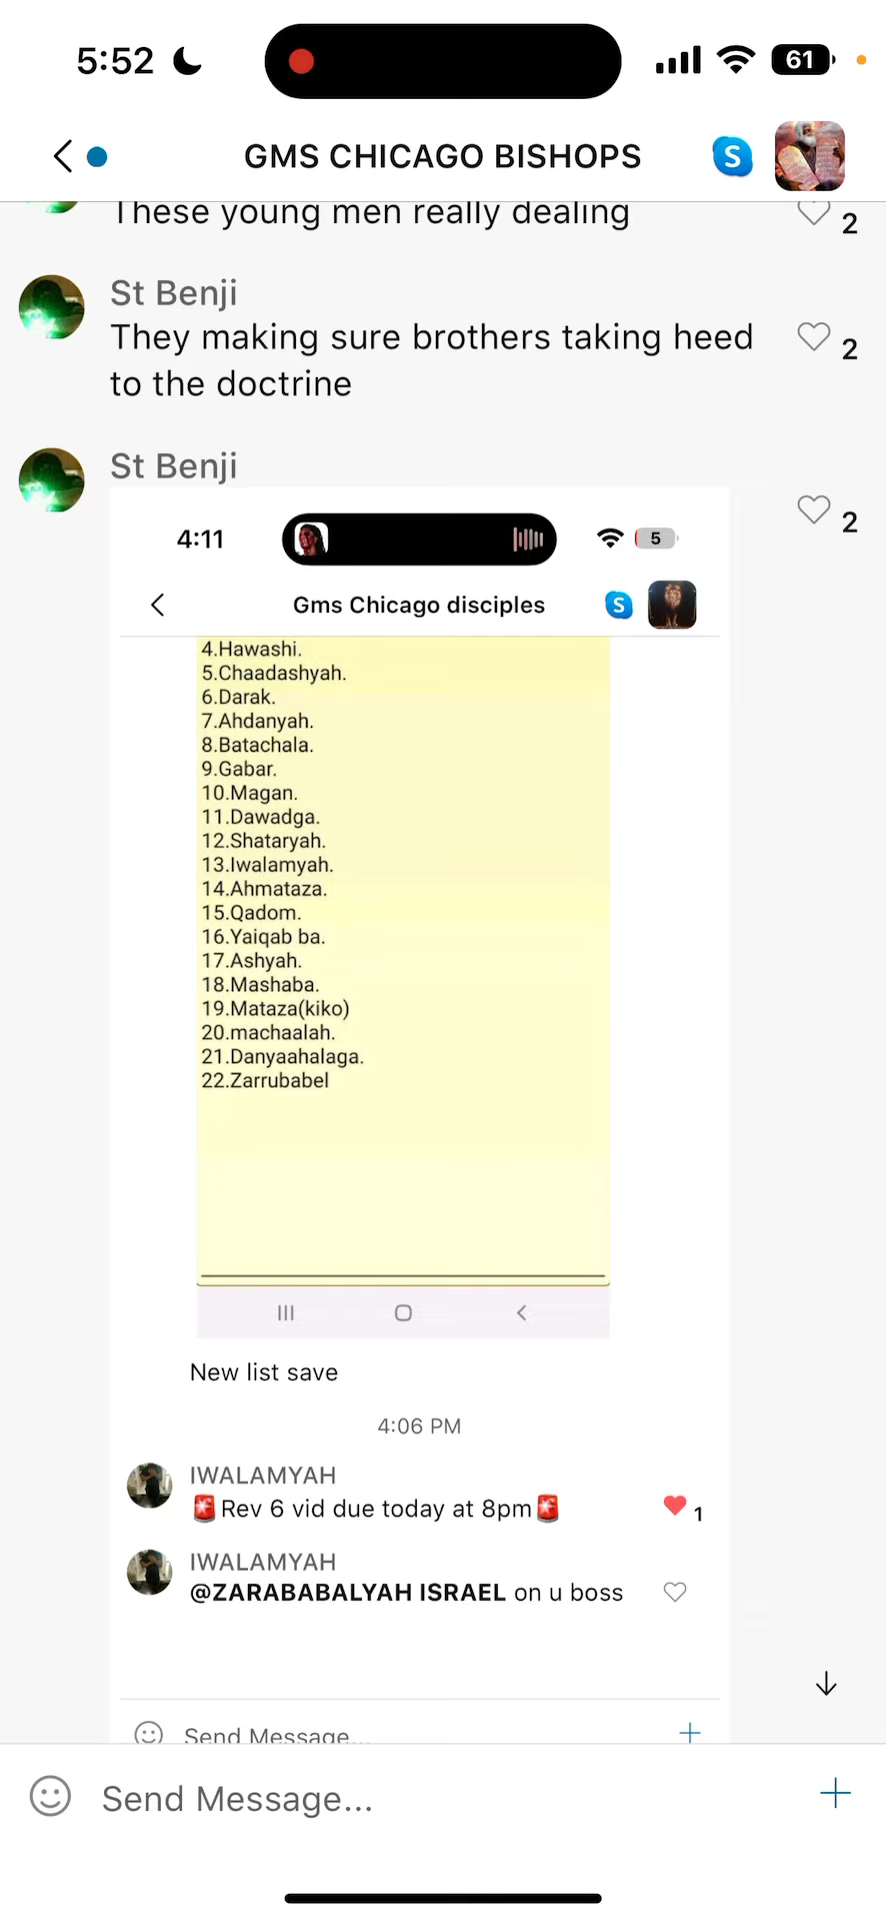 5:52
61
GMS CHICAGO BISHOPS
S
These young men really dealing
2
St Benji
They making sure brothers taking heed
to the doctrine
2
St Benji
2
4:11
5
Gms Chicago disciples
S
4.Hawashi.
5.Chaadashyah.
6.Darak.
7.Ahdanyah.
8.Batachala.
9.Gabar.
10.Magan.
11.Dawadga.
12.Shataryah.
13.Iwalamyah.
14.Ahmataza.
15.Qadom.
16.Yaiqab ba.
17.Ashyah.
18.Mashaba.
19.Mataza(kiko)
20.machaalah.
21.Danyaahalaga.
22.Zarrubabel
New list save
4:06 PM
IWALAMYAH
🚨Rev 6 vid due today at 8pm🚨
1
IWALAMYAH
@ZARABABALYAH ISRAEL on u boss
Send Message...
Send Message...